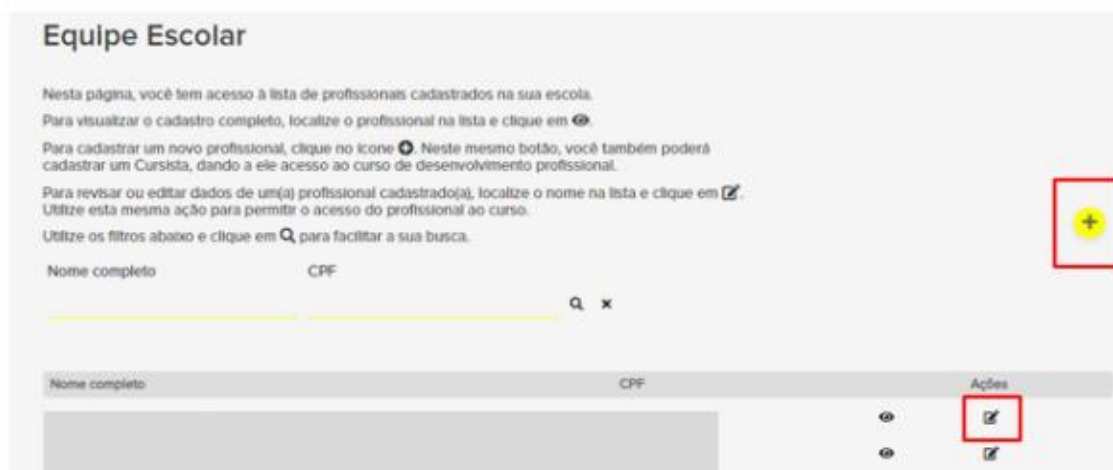 Equipe Escolar
Nesta página, você tem acesso à lista de profissionais cadastrados na sua escola.
Para visualizar o cadastro completo, localize o profissional na lista e clique em
Para cadastrar um novo profissional, clique no ícone + . Neste mesmo botão, você também poderá
cadastrar um Cursista, dando a ele acesso ao curso de desenvolvimento profissional.
Para revisar ou editar dados de um(a) profissional cadastrado(a), localize o nome na lista e clique em .
Utilize esta mesma ação para permitir o acesso do profissional ao curso.
Utilize os filtros abaixo e clique em para facilitar a sua busca.
Nome completo CPF
Nome completo CPF Ações